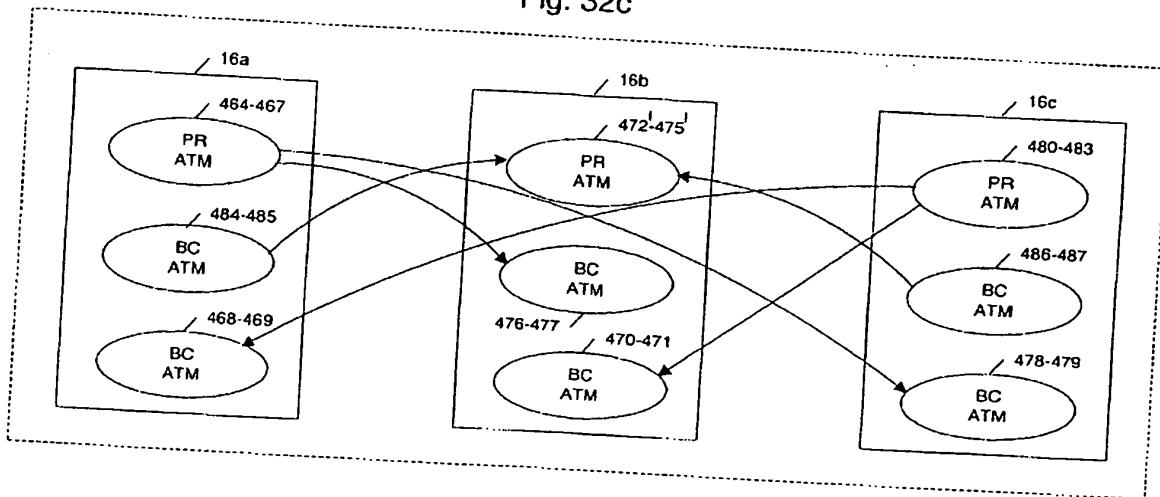 Fig. 32c
16a
464-467
PR
ATM
484-485
BC
ATM
468-469
BC
ATM
16b
472'-475'
PR
ATM
BC
ATM
476-477
470-471
BC
ATM
16c
480-483
PR
ATM
486-487
BC
ATM
478-479
BC
ATM